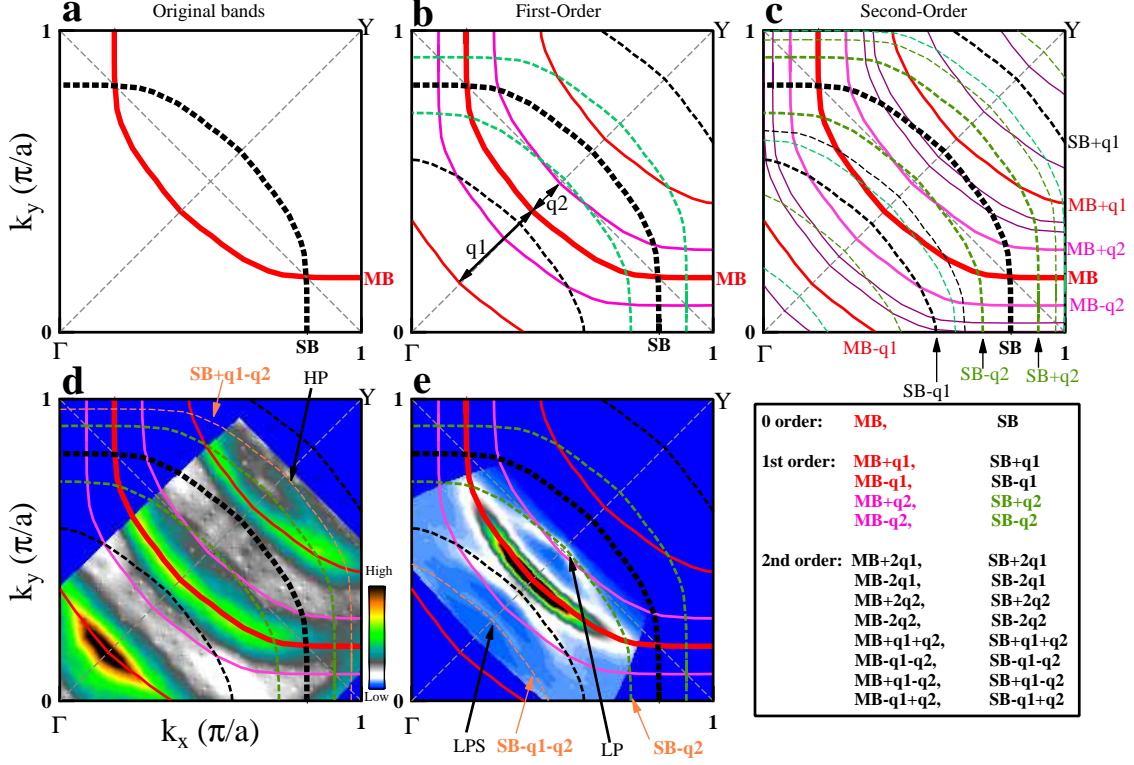 a Original bands
b First-Order
c Second-Order
1 Y
1 Y
1
k_y (π/a)
q2
q1
SB+q1
MB+q1
MB+q2
MB
MB
MB
MB-q2
0 Γ SB 1
0 Γ SB 1
0 Γ MB-q1 SB-q1 SB-q2 SB SB+q2 1
d SB+q1-q2 HP
e
1 Y
1 Y
k_y (π/a)
High
Low
0 Γ 1
0 Γ 1
k_x (π/a)
LPS SB-q1-q2 LP SB-q2
0 order: MB, SB
1st order: MB+q1, SB+q1
MB-q1, SB-q1
MB+q2, SB+q2
MB-q2, SB-q2
2nd order: MB+2q1, SB+2q1
MB-2q1, SB-2q1
MB+2q2, SB+2q2
MB-2q2, SB-2q2
MB+q1+q2, SB+q1+q2
MB-q1-q2, SB-q1-q2
MB+q1-q2, SB+q1-q2
MB-q1+q2, SB-q1+q2